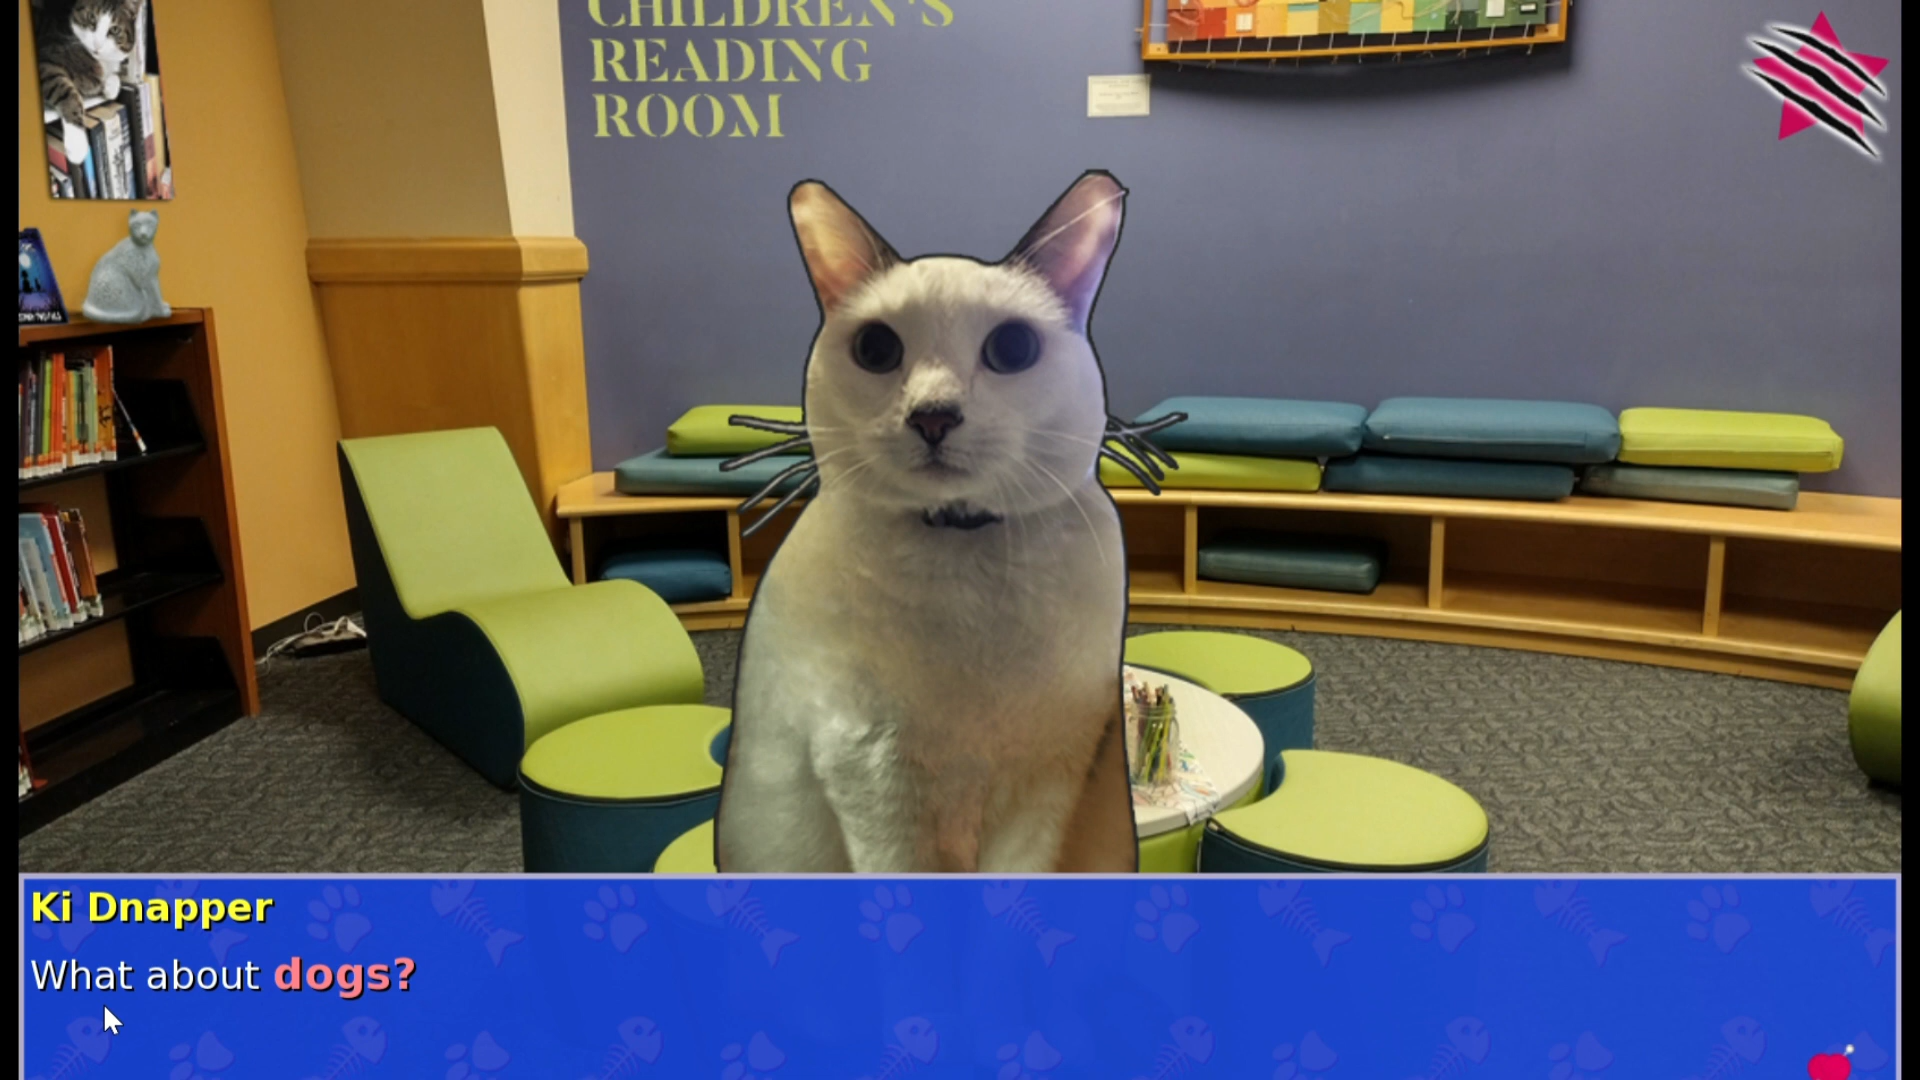 CHILDREN'S
READING
ROOM
Ki Dnapper
What about dogs?